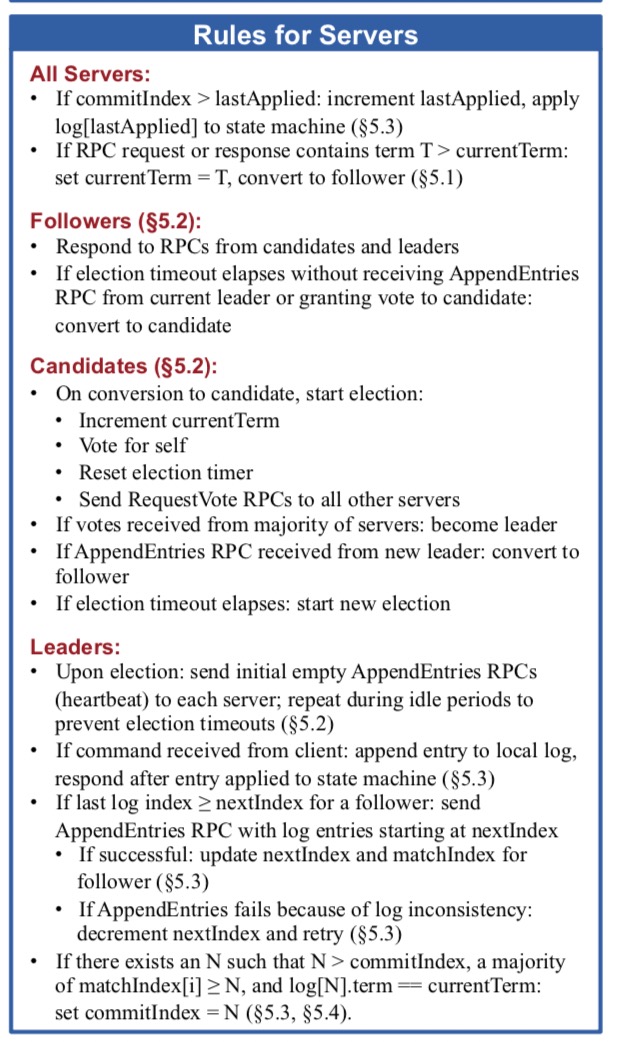 Rules for Servers
All Servers:
• If commitIndex > lastApplied: increment lastApplied, apply
log[lastApplied] to state machine (§5.3)
• If RPC request or response contains term T > currentTerm:
set currentTerm = T, convert to follower (§5.1)
Followers (§5.2):
• Respond to RPCs from candidates and leaders
• If election timeout elapses without receiving AppendEntries
RPC from current leader or granting vote to candidate:
convert to candidate
Candidates (§5.2):
• On conversion to candidate, start election:
• Increment currentTerm
• Vote for self
• Reset election timer
• Send RequestVote RPCs to all other servers
• If votes received from majority of servers: become leader
• If AppendEntries RPC received from new leader: convert to
follower
• If election timeout elapses: start new election
Leaders:
• Upon election: send initial empty AppendEntries RPCs
(heartbeat) to each server; repeat during idle periods to
prevent election timeouts (§5.2)
• If command received from client: append entry to local log,
respond after entry applied to state machine (§5.3)
• If last log index ≥ nextIndex for a follower: send
AppendEntries RPC with log entries starting at nextIndex
• If successful: update nextIndex and matchIndex for
follower (§5.3)
• If AppendEntries fails because of log inconsistency:
decrement nextIndex and retry (§5.3)
• If there exists an N such that N > commitIndex, a majority
of matchIndex[i] ≥ N, and log[N].term == currentTerm:
set commitIndex = N (§5.3, §5.4).